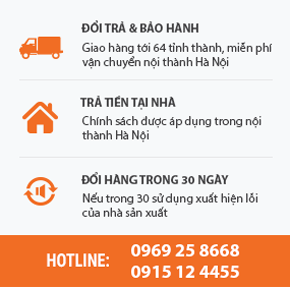 ĐỔI TRẢ & BẢO HÀNH
Giao hàng tới 64 tỉnh thành, miễn phí
vận chuyển nội thành Hà Nội
TRẢ TIỀN TẠI NHÀ
Chính sách được áp dụng trong nội
thành Hà Nội
ĐỔI HÀNG TRONG 30 NGÀY
Nếu trong 30 sử dụng xuất hiện lỗi
của nhà sản xuất
HOTLINE:
0969 25 8668
0915 12 4455